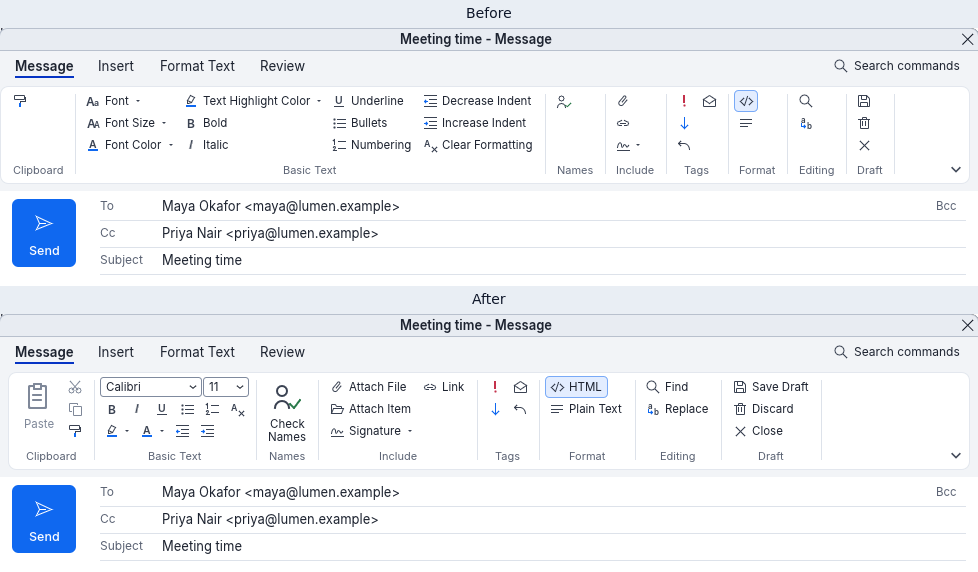 Before
Meeting time - Message
Message Insert Format Text Review Search commands
Font Text Highlight Color Underline Decrease Indent
Font Size Bold Bullets Increase Indent
Font Color Italic Numbering Clear Formatting
Clipboard Basic Text Names Include Tags Format Editing Draft
To Maya Okafor <maya@lumen.example> Bcc
Cc Priya Nair <priya@lumen.example>
Send
Subject Meeting time
After
Meeting time - Message
Message Insert Format Text Review Search commands
Calibri 11 Attach File Link HTML Find Save Draft
Paste Check Names Attach Item Plain Text Replace Discard
Signature Close
Clipboard Basic Text Names Include Tags Format Editing Draft
To Maya Okafor <maya@lumen.example> Bcc
Cc Priya Nair <priya@lumen.example>
Send
Subject Meeting time